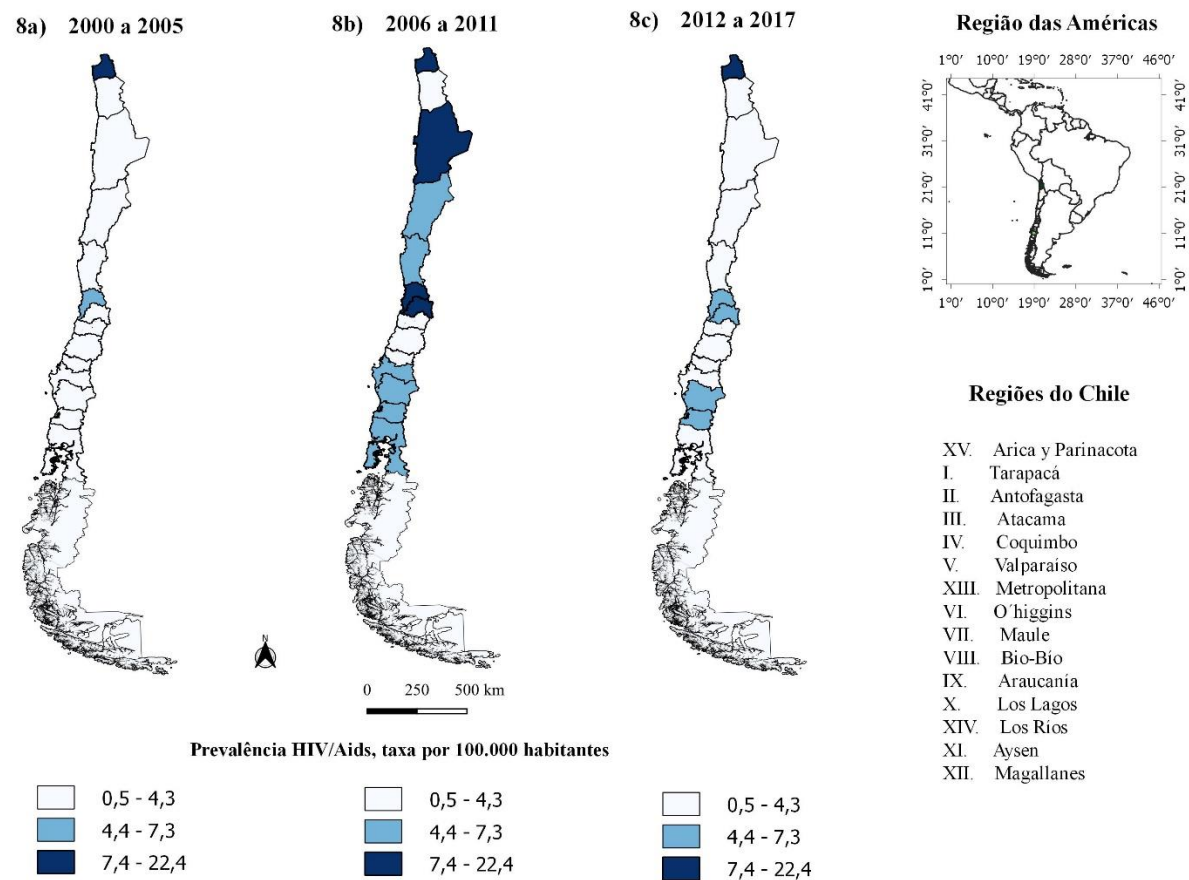 8a) 2000 a 2005
8b) 2006 a 2011
8c) 2012 a 2017
N
0 250 500 km
Prevalência HIV/Aids, taxa por 100.000 habitantes
0,5 - 4,3
4,4 - 7,3
7,4 - 22,4
0,5 - 4,3
4,4 - 7,3
7,4 - 22,4
0,5 - 4,3
4,4 - 7,3
7,4 - 22,4
Região das Américas
1°0' 10°0' 19°0' 28°0' 37°0' 46°0'
41°0' 41°0'
31°0' 31°0'
21°0' 21°0'
11°0' 11°0'
1°0' 1°0'
1°0' 10°0' 19°0' 28°0' 37°0' 46°0'
Regiões do Chile
XV. Arica y Parinacota
I. Tarapacá
II. Antofagasta
III. Atacama
IV. Coquimbo
V. Valparaíso
XIII. Metropolitana
VI. O´higgins
VII. Maule
VIII. Bio-Bío
IX. Araucanía
X. Los Lagos
XIV. Los Ríos
XI. Aysen
XII. Magallanes